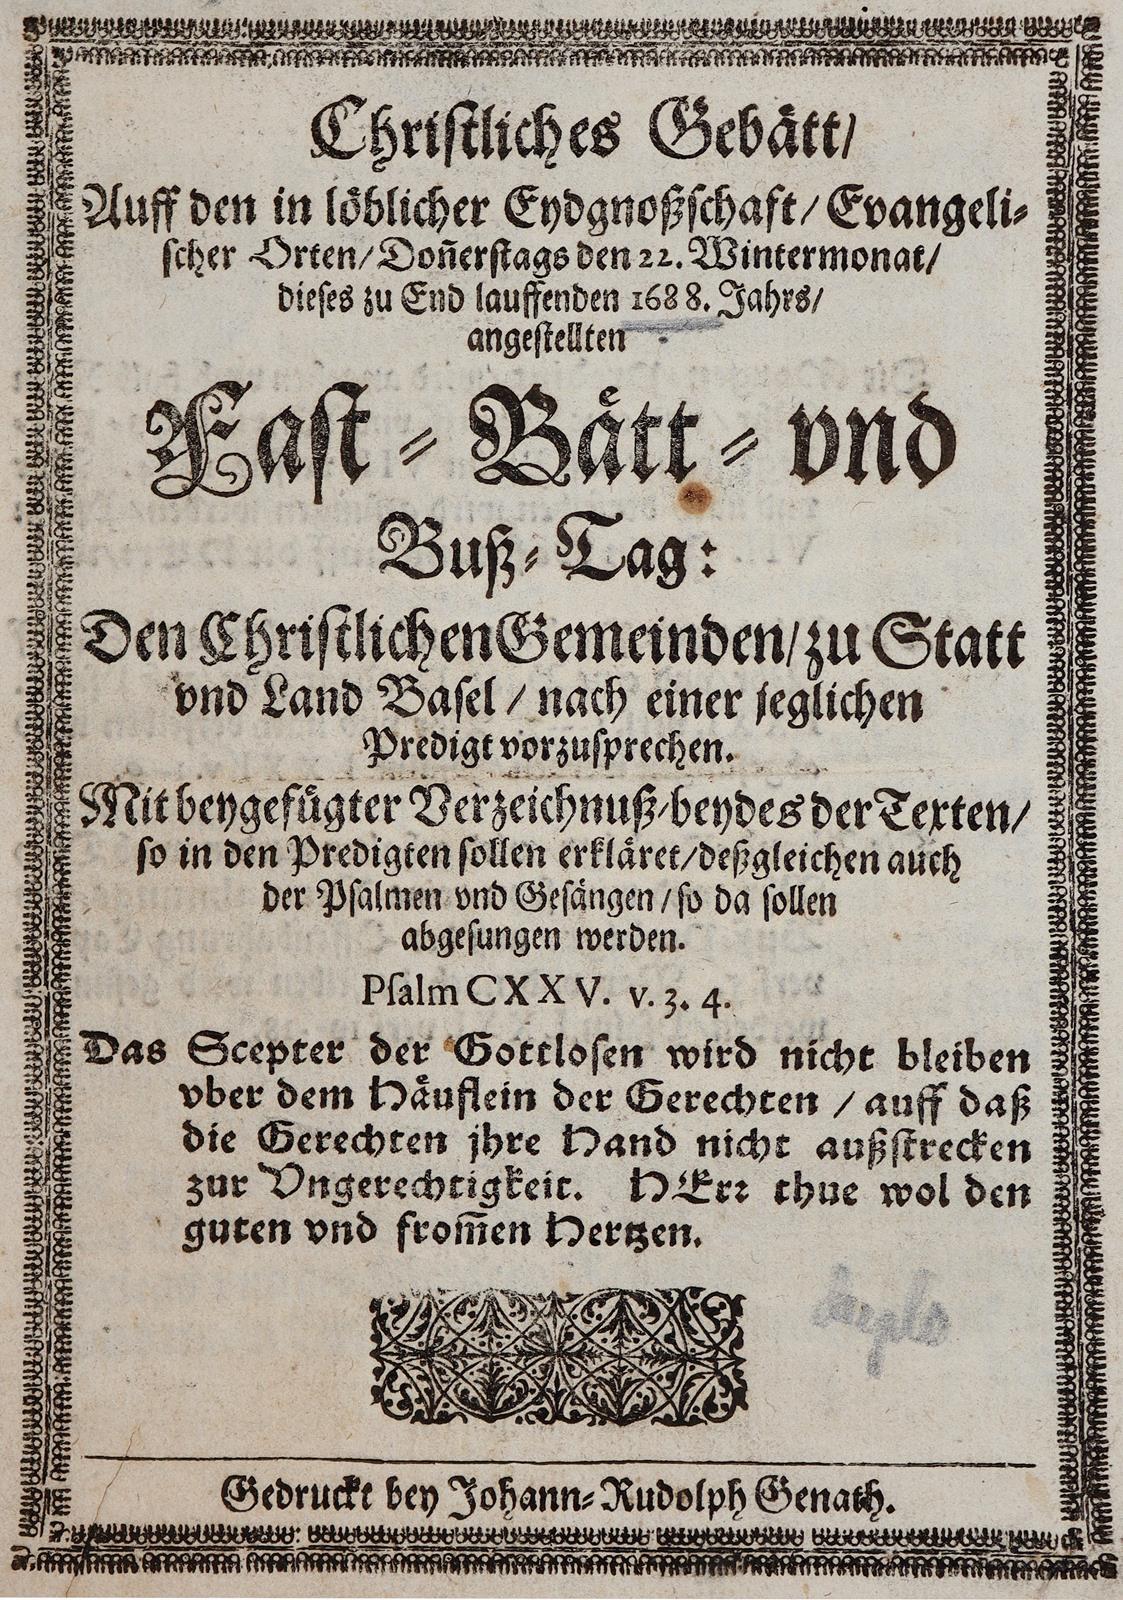 Christliches Gebätt/
Auff den in löblicher Eydgnoßschaft/ Evangeli-
scher Orten/ Doñerstags den 22. Wintermonat/
dieses zu End lauffenden 1688. Jahrs/
angestellten
Fast- Bätt- vnd
Buß-Tag:
Den Christlichen Gemeinden/ zu Statt
vnd Land Basel / nach einer jeglichen
Predigt vorzusprechen.
Mit beygefügter Verzeichnuß/ beydes der Texten/
so in den Predigten sollen erkläret/ deßgleichen auch
der Psalmen vnd Gesängen / so da sollen
abgesungen werden.
Psalm CXXV. v. 3. 4.
Das Scepter der Gottlosen wird nicht bleiben
vber dem Häuflein der Gerechten / auff daß
die Gerechten jhre Hand nicht außstrecken
zur Vngerechtigkeit. HErr thue wol den
guten vnd from̃en Hertzen.
Gedruckt bey Johann-Rudolph Genath.